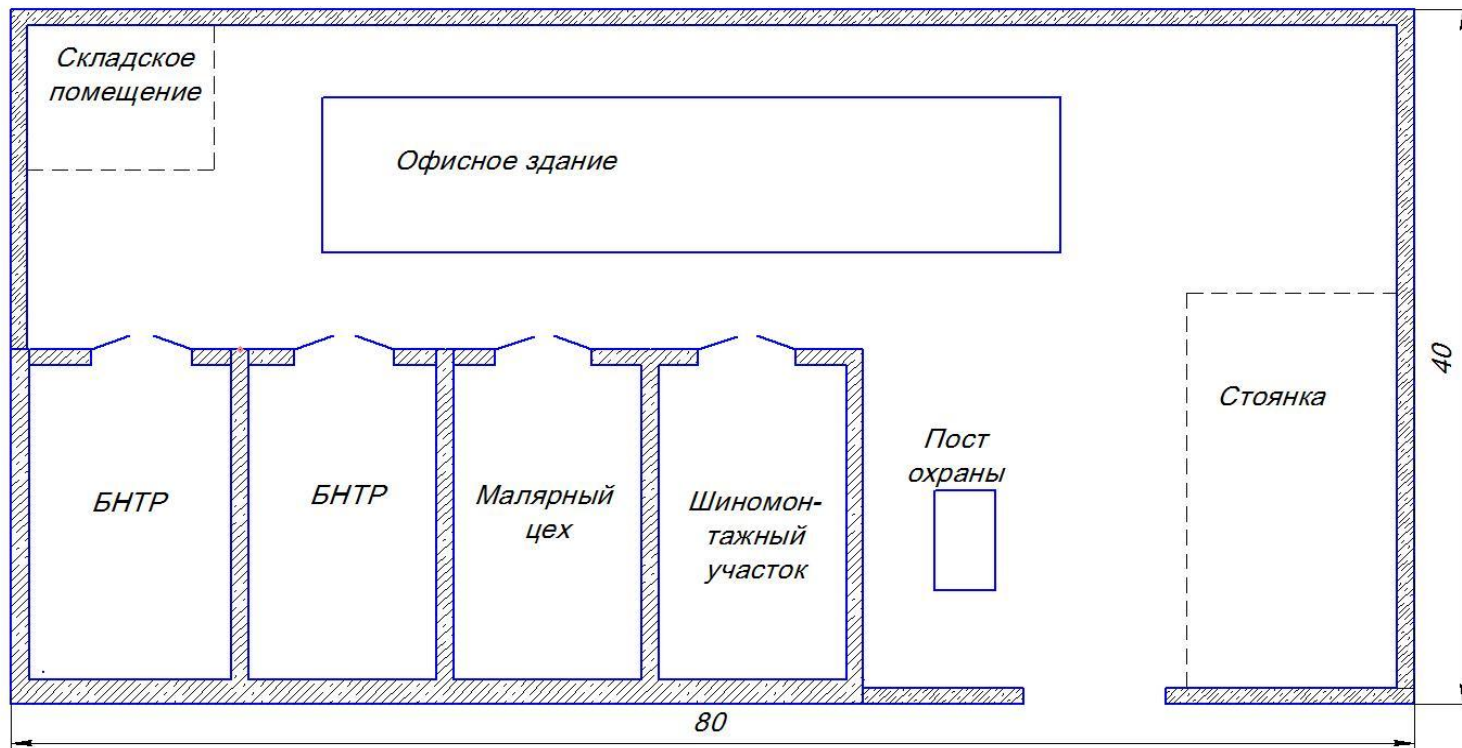 Складское
помещение
Офисное здание
Стоянка
40
Пост
охраны
БНТР
БНТР
Малярный
цех
Шиномон-
тажный
участок
80